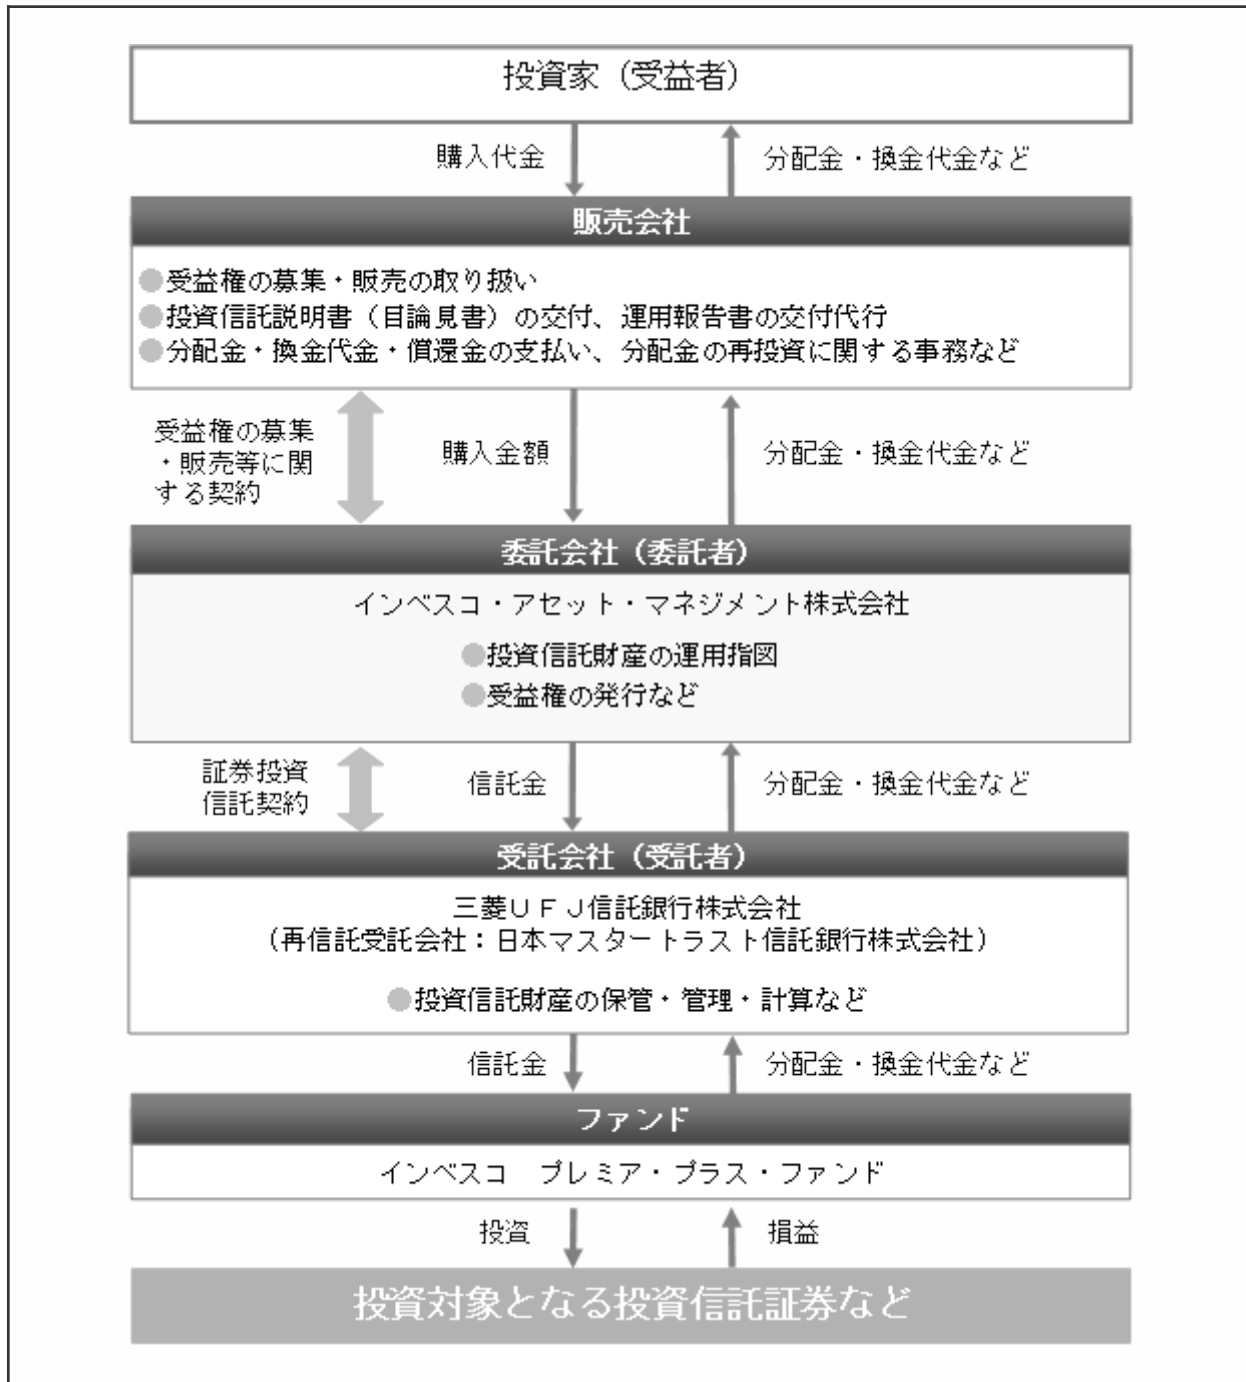 投資家（受益者）
購入代金
分配金・換金代金など
販売会社
●受益権の募集・販売の取り扱い
●投資信託説明書（目論見書）の交付、運用報告書の交付代行
●分配金・換金代金・償還金の支払い、分配金の再投資に関する事務など
受益権の募集
・販売等に関
する契約
購入金額
分配金・換金代金など
委託会社（委託者）
インベスコ・アセット・マネジメント株式会社
●投資信託財産の運用指図
●受益権の発行など
証券投資
信託契約
信託金
分配金・換金代金など
受託会社（受託者）
三菱ＵＦＪ信託銀行株式会社
（再信託受託会社：日本マスタートラスト信託銀行株式会社）
●投資信託財産の保管・管理・計算など
信託金
分配金・換金代金など
ファンド
インベスコ　プレミア・プラス・ファンド
投資
損益
投資対象となる投資信託証券など